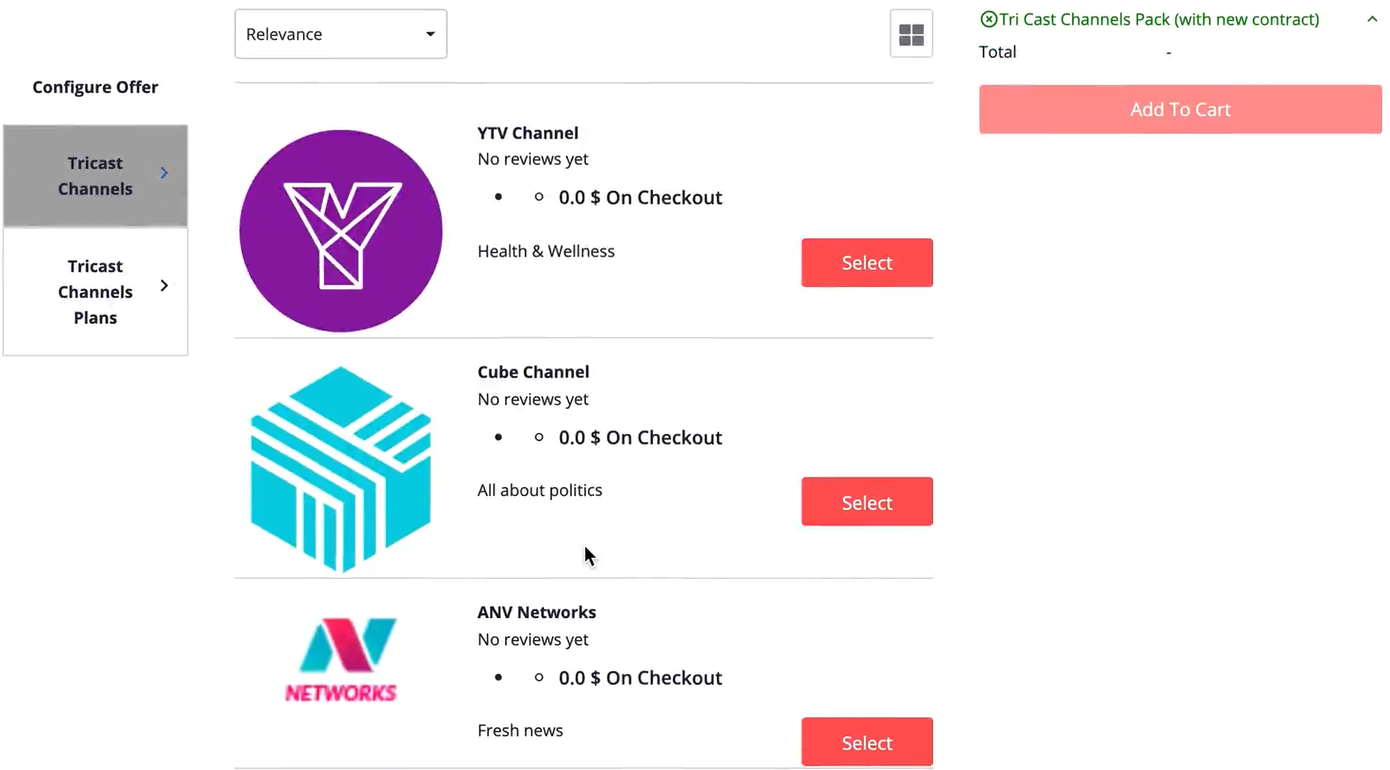 Relevance
Configure Offer
Tricast
Channels
Tricast
Channels
Plans
YTV Channel
No reviews yet
0.0 $ On Checkout
Health & Wellness
Select
Cube Channel
No reviews yet
0.0 $ On Checkout
All about politics
Select
NETWORKS
ANV Networks
No reviews yet
0.0 $ On Checkout
Fresh news
Select
Tri Cast Channels Pack (with new contract)
Total -
Add To Cart